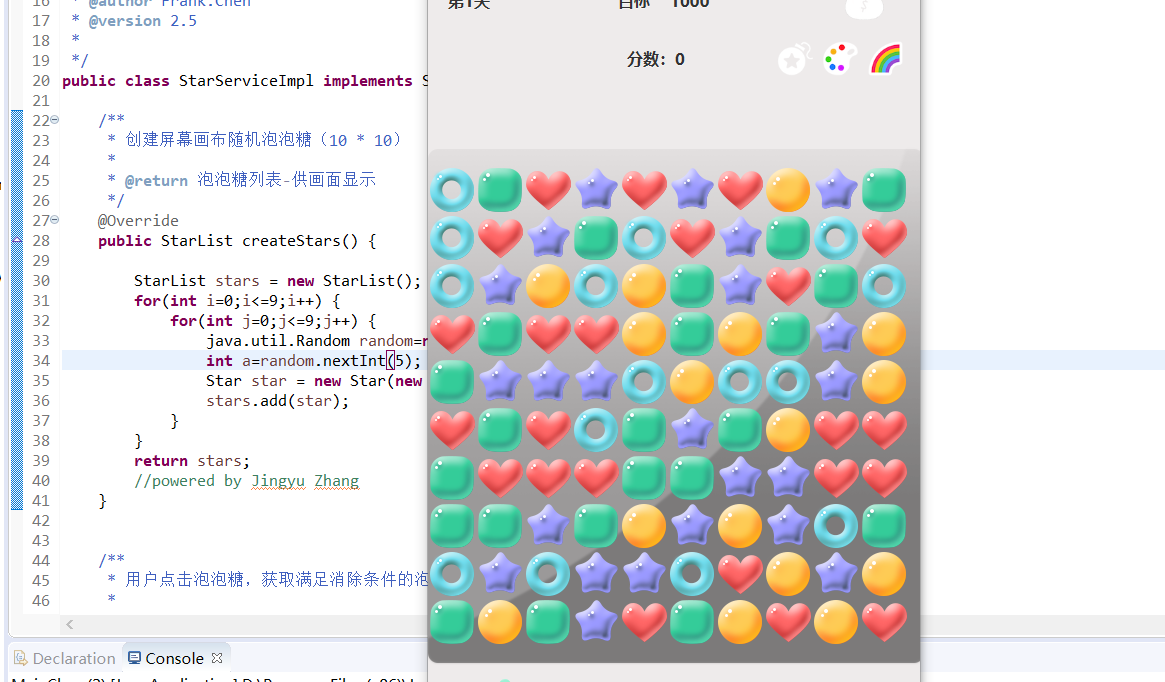 16 * @author Frank.Chen
17 * @version 2.5
18 *
19 */
20 public class StarServiceImpl implements S
21
22 /**
23 * 创建屏幕画布随机泡泡糖（10 * 10）
24 *
25 * @return 泡泡糖列表-供画面显示
26 */
27 @Override
28 public StarList createStars() {
29
30 StarList stars = new StarList();
31 for(int i=0;i<=9;i++) {
32 for(int j=0;j<=9;j++) {
33 java.util.Random random=
34 int a=random.nextInt(5);
35 Star star = new Star(new
36 stars.add(star);
37 }
38 }
39 return stars;
40 //powered by Jingyu Zhang
41 }
42
43
44 /**
45 * 用户点击泡泡糖，获取满足消除条件的泡
46 *
第1关 目标 1000
分数：0
Declaration
Console